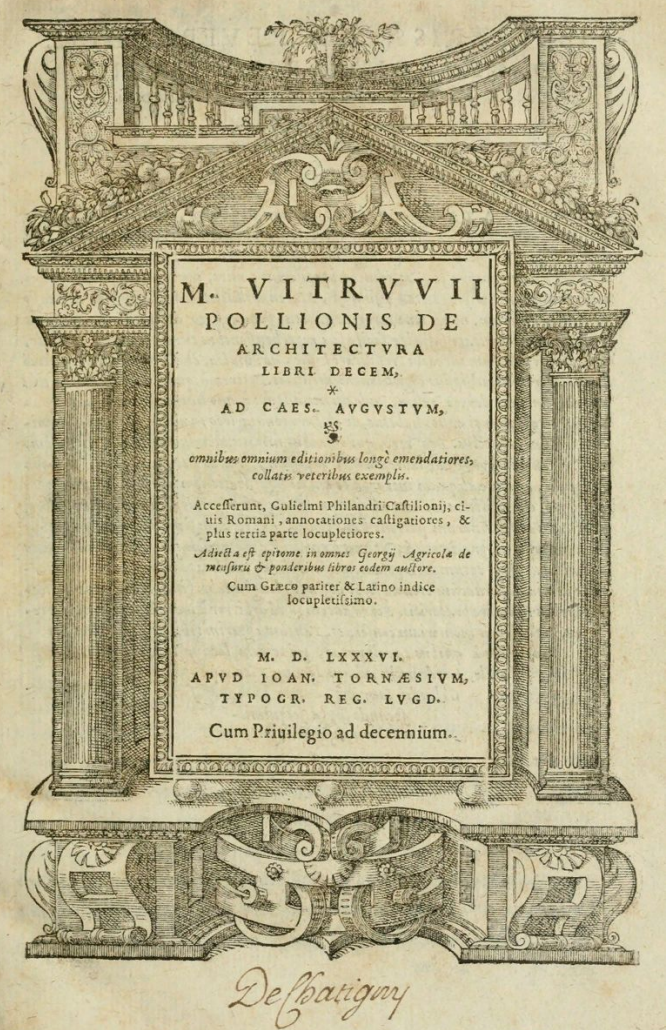 M. VITRVVII
POLLIONIS DE
ARCHITECTVRA
LIBRI DECEM,
*
AD CAES. AVGVSTVM,
omnibus omnium editionibus longè emendatiores,
collatis veteribus exemplis.
Accesserunt, Gulielmi Philandri Castilionij, ci-
uis Romani, annotationes castigatiores, &
plus tertia parte locupletiores.
Adiecta est epitome in omnes Georgij Agricolæ de
mensuris & ponderibus libros eodem auctore.
Cum Græco pariter & Latino indice
locupletissimo.
M. D. LXXXVI.
APVD IOAN. TORNÆSIVM,
TYPOGR. REG. LVGD.
Cum Priuilegio ad decennium.
DeChatigny